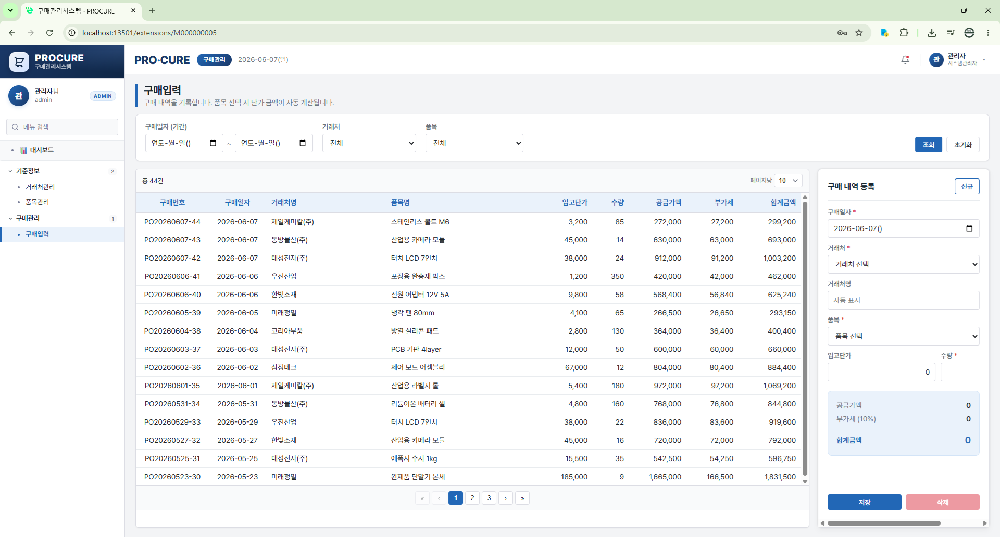 구매관리시스템 · PROCURE
localhost:13501/extensions/M000000005
PROCURE
구매관리시스템
관
관리자님
admin
ADMIN
메뉴 검색
대시보드
기준정보 2
거래처관리
품목관리
구매관리 1
구매입력
PRO·CURE 구매관리 2026-06-07(일)
관
관리자
시스템관리자
구매입력
구매 내역을 기록합니다. 품목 선택 시 단가·금액이 자동 계산됩니다.
구매일자 (기간) 거래처 품목
연도-월-일() ~ 연도-월-일() 전체 전체 조회 초기화
총 44건 페이지당 10
구매번호 구매일자 거래처명 품목명 입고단가 수량 공급가액 부가세 합계금액
PO20260607-44 2026-06-07 제일케미칼(주) 스테인리스 볼트 M6 3,200 85 272,000 27,200 299,200
PO20260607-43 2026-06-07 동방물산(주) 산업용 카메라 모듈 45,000 14 630,000 63,000 693,000
PO20260607-42 2026-06-07 대성전자(주) 터치 LCD 7인치 38,000 24 912,000 91,200 1,003,200
PO20260606-41 2026-06-06 우진산업 포장용 완충재 박스 1,200 350 420,000 42,000 462,000
PO20260606-40 2026-06-06 한빛소재 전원 어댑터 12V 5A 9,800 58 568,400 56,840 625,240
PO20260605-39 2026-06-05 미래정밀 냉각 팬 80mm 4,100 65 266,500 26,650 293,150
PO20260604-38 2026-06-04 코리아부품 방열 실리콘 패드 2,800 130 364,000 36,400 400,400
PO20260603-37 2026-06-03 대성전자(주) PCB 기판 4layer 12,000 50 600,000 60,000 660,000
PO20260602-36 2026-06-02 삼정테크 제어 보드 어셈블리 67,000 12 804,000 80,400 884,400
PO20260601-35 2026-06-01 제일케미칼(주) 산업용 라벨지 롤 5,400 180 972,000 97,200 1,069,200
PO20260531-34 2026-05-31 동방물산(주) 리튬이온 배터리 셀 4,800 160 768,000 76,800 844,800
PO20260529-33 2026-05-29 우진산업 터치 LCD 7인치 38,000 22 836,000 83,600 919,600
PO20260527-32 2026-05-27 한빛소재 산업용 카메라 모듈 45,000 16 720,000 72,000 792,000
PO20260525-31 2026-05-25 대성전자(주) 에폭시 수지 1kg 15,500 35 542,500 54,250 596,750
PO20260523-30 2026-05-23 미래정밀 완제품 단말기 본체 185,000 9 1,665,000 166,500 1,831,500
« ‹ 1 2 3 › »
구매 내역 등록 신규
구매일자 *
2026-06-07()
거래처 *
거래처 선택
거래처명
자동 표시
품목 *
품목 선택
입고단가 수량 *
0
공급가액 0
부가세 (10%) 0
합계금액 0
저장 삭제